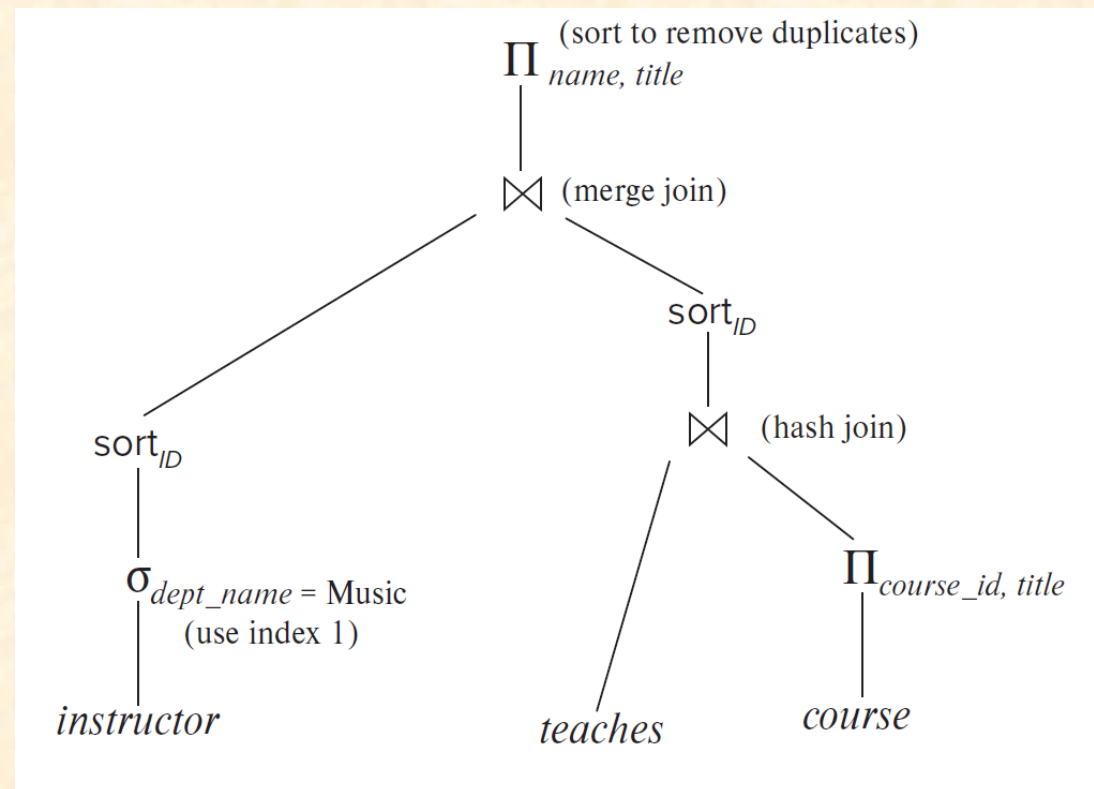 (sort to remove duplicates)
Π name, title
⋈ (merge join)
sort ID
sort ID
⋈ (hash join)
σ dept_name = Music
(use index 1)
Π course_id, title
instructor
teaches
course